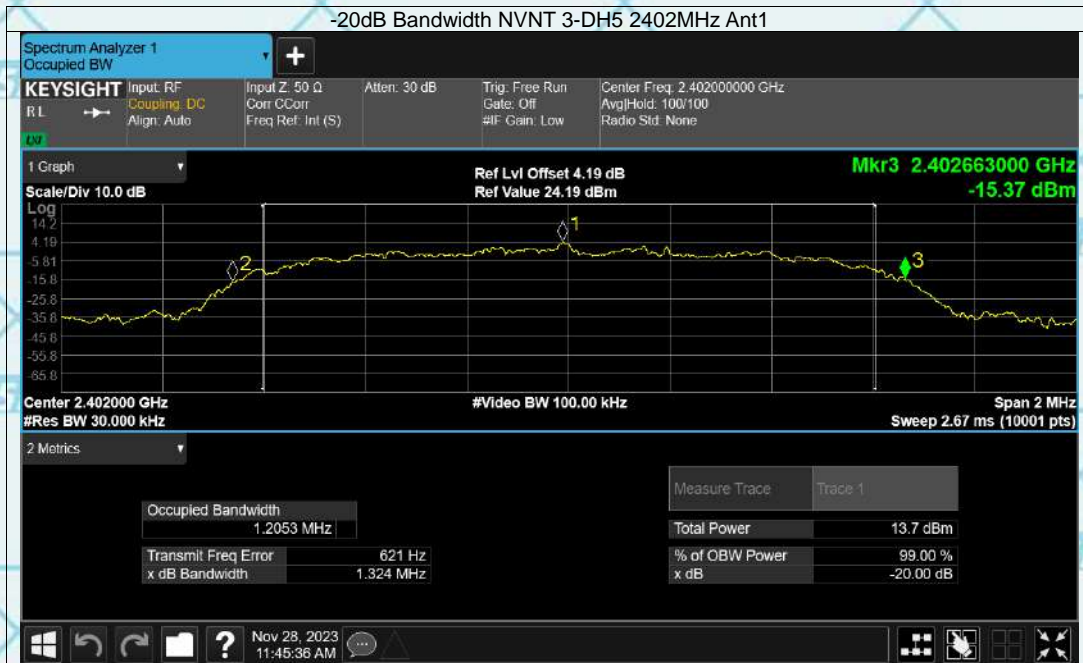 -20dB Bandwidth NVNT 3-DH5 2402MHz Ant1
Spectrum Analyzer 1
Occupied BW
+
KEYSIGHT Input: RF Input Z: 50 Ω Atten: 30 dB Trig: Free Run Center Freq: 2.402000000 GHz
R L Coupling: DC Corr CCorr Gate: Off Avg|Hold: 100/100
Align: Auto Freq Ref: Int (S) #IF Gain: Low Radio Std: None
LXI
1 Graph Ref Lvl Offset 4.19 dB Mkr3 2.402663000 GHz
Scale/Div 10.0 dB Ref Value 24.19 dBm -15.37 dBm
Log
14.2
4.19
-5.81
-15.8
-25.8
-35.8
-45.8
-55.8
-65.8
1
2
3
Center 2.402000 GHz #Video BW 100.00 kHz Span 2 MHz
#Res BW 30.000 kHz Sweep 2.67 ms (10001 pts)
2 Metrics
Measure Trace Trace 1
Occupied Bandwidth
1.2053 MHz Total Power 13.7 dBm
Transmit Freq Error 621 Hz % of OBW Power 99.00 %
x dB Bandwidth 1.324 MHz x dB -20.00 dB
? Nov 28, 2023
11:45:36 AM